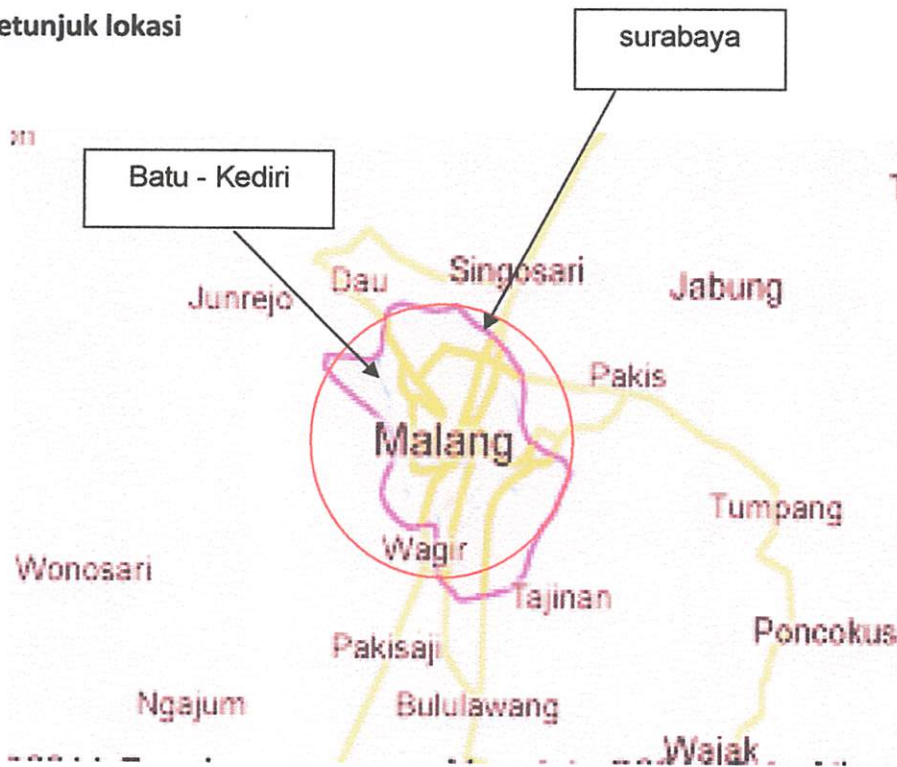 etunjuk lokasi
surabaya
Batu - Kediri
Singosari
Dau
Jabung
Junrejo
Pakis
Malang
Tumpang
Wagir
Wonosari
Tajinan
Poncokus
Pakisaji
Ngajum
Bululawang
Wajak